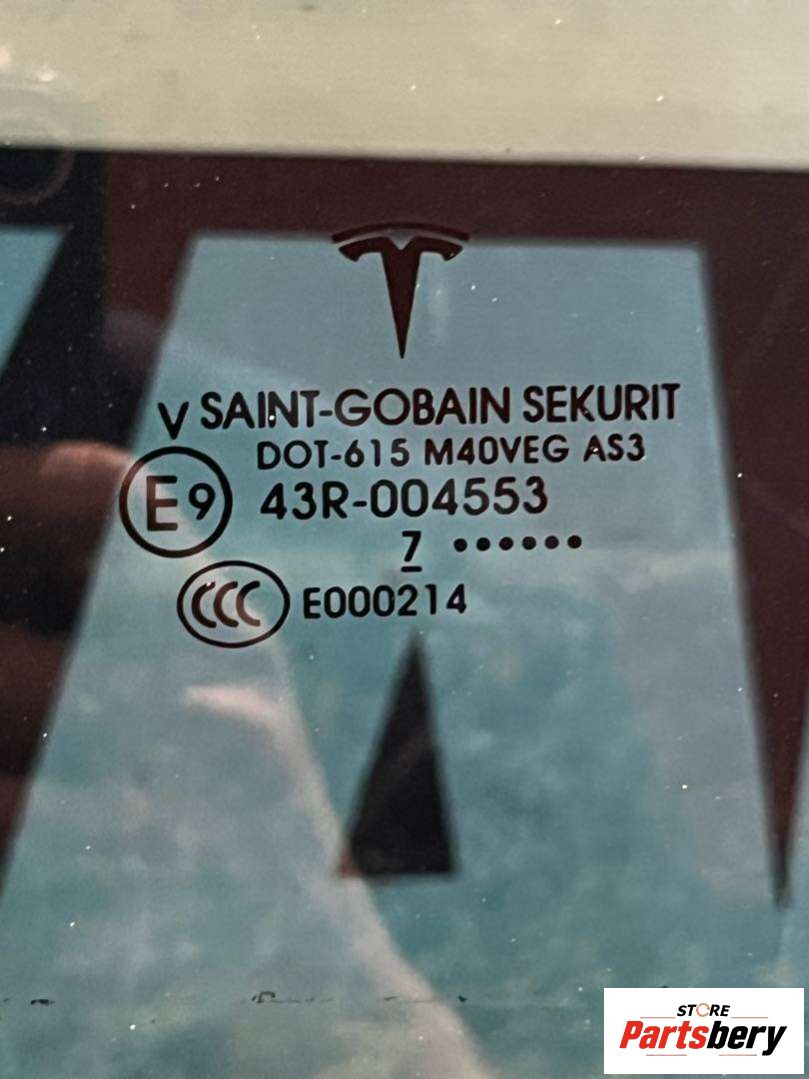 V SAINT-GOBAIN SEKURIT
DOT-615 M40VEG AS3
E9 43R-004553
7 ••••••
CCC E000214
STORE
Partsbery